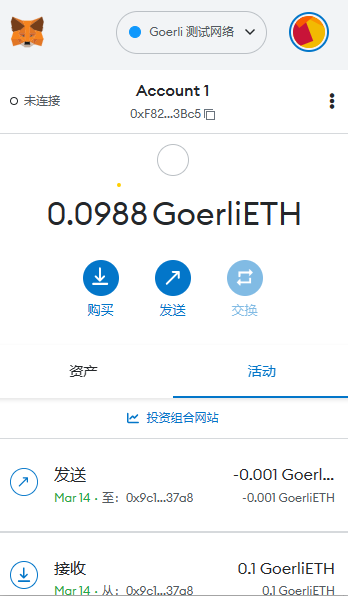 Goerli 测试网络
未连接
Account 1
0xF82...3Bc5
0.0988 GoerliETH
购买
发送
交换
资产
活动
投资组合网站
发送
-0.001 Goerl...
Mar 14 · 至: 0x9c1...37a8
-0.001 GoerliETH
接收
0.1 GoerliETH
Mar 14 · 从: 0x9c1...37a8
0.1 GoerliETH